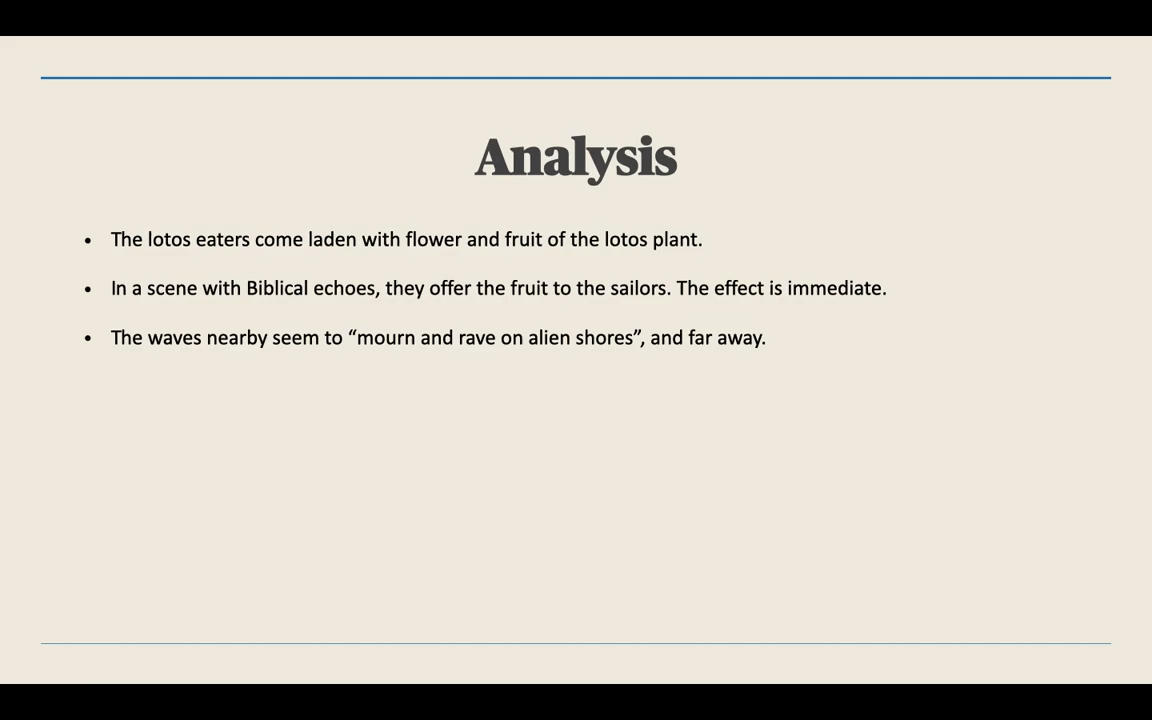 Analysis
• The lotos eaters come laden with flower and fruit of the lotos plant.
• In a scene with Biblical echoes, they offer the fruit to the sailors. The effect is immediate.
• The waves nearby seem to “mourn and rave on alien shores”, and far away.